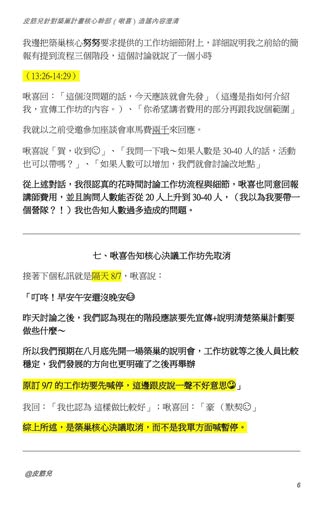 皮豁兒針對築巢計畫核心幹部（啾喜）造謠內容澄清
我邊把築巢核心努努要求提供的工作坊細節附上，詳細說明我之前給的簡
報有提到流程三個階段，這個討論就說了一個小時
（13:26-14:29）
啾喜回：「這個沒問題的話，今天應該就會先發」（這邊是指如何介紹
我，宣傳工作坊的內容。）、「你希望講者費用的部分再跟我說個範圍」
我就以之前受邀參加座談會車馬費兩千來回應。
啾喜說「賀，收到」、「我問一下哦～如果人數是 30-40 人的話，活動
也可以帶嗎？」、「如果人數可以增加，我們就會討論改地點」
從上述對話，我很認真的花時間討論工作坊流程與細節，啾喜也同意回報
講師費用，並且詢問人數能否從 20 人上升到 30-40 人，（我以為我要帶一
個營隊？！）我也告知人數過多造成的問題。
七、啾喜告知核心決議工作坊先取消
接著下個私訊就是隔天 8/7，啾喜說：
「叮咚！早安午安還沒晚安😅
昨天討論之後，我們認為現在的階段應該要先宣傳+說明清楚築巢計劃要
做些什麼～
所以我們預期在八月底先開一場築巢的說明會，工作坊就等之後人員比較
穩定，我們發展的方向也更明確了之後再舉辦
原訂 9/7 的工作坊要先喊停，這邊跟皮說一聲不好意思」
我回：「我也認為 這樣做比較好」；啾喜回：「豪 （默契）」
綜上所述，是築巢核心決議取消，而不是我單方面喊暫停。
@皮豁兒
6